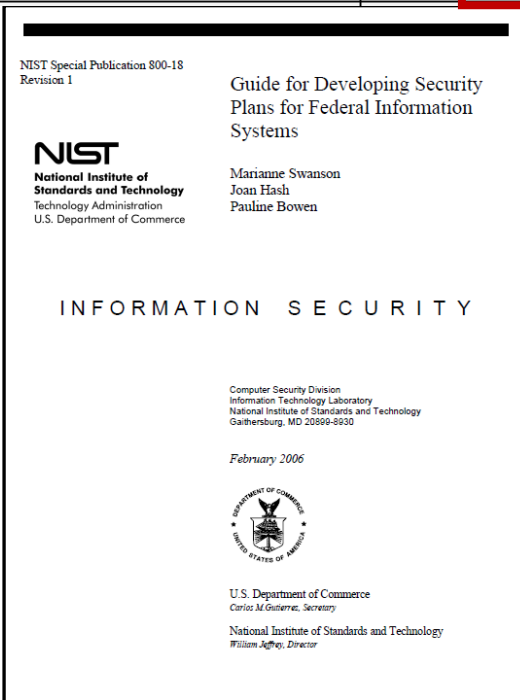 NIST Special Publication 800-18
Revision 1
Guide for Developing Security
Plans for Federal Information
Systems
NIST
National Institute of
Standards and Technology
Technology Administration
U.S. Department of Commerce
Marianne Swanson
Joan Hash
Pauline Bowen
INFORMATION SECURITY
Computer Security Division
Information Technology Laboratory
National Institute of Standards and Technology
Gaithersburg, MD 20899-8930
February 2006
DEPARTMENT OF COMMERCE
UNITED STATES OF AMERICA
U.S. Department of Commerce
Carlos M.Gutierrez, Secretary
National Institute of Standards and Technology
William Jeffrey, Director